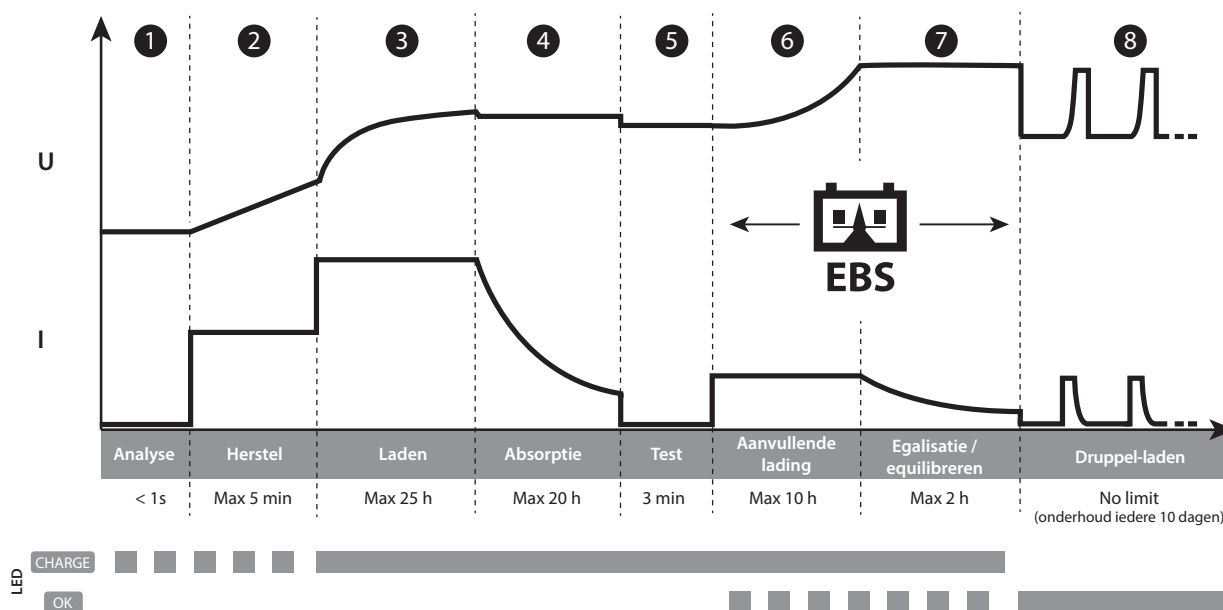 1 2 3 4 5 6 7 8
U
EBS
I
Analyse Herstel Laden Absorptie Test Aanvullende lading Egalisatie / equilibreren Druppel-laden
< 1s Max 5 min Max 25 h Max 20 h 3 min Max 10 h Max 2 h No limit
(onderhoud iedere 10 dagen)
LED
CHARGE
OK